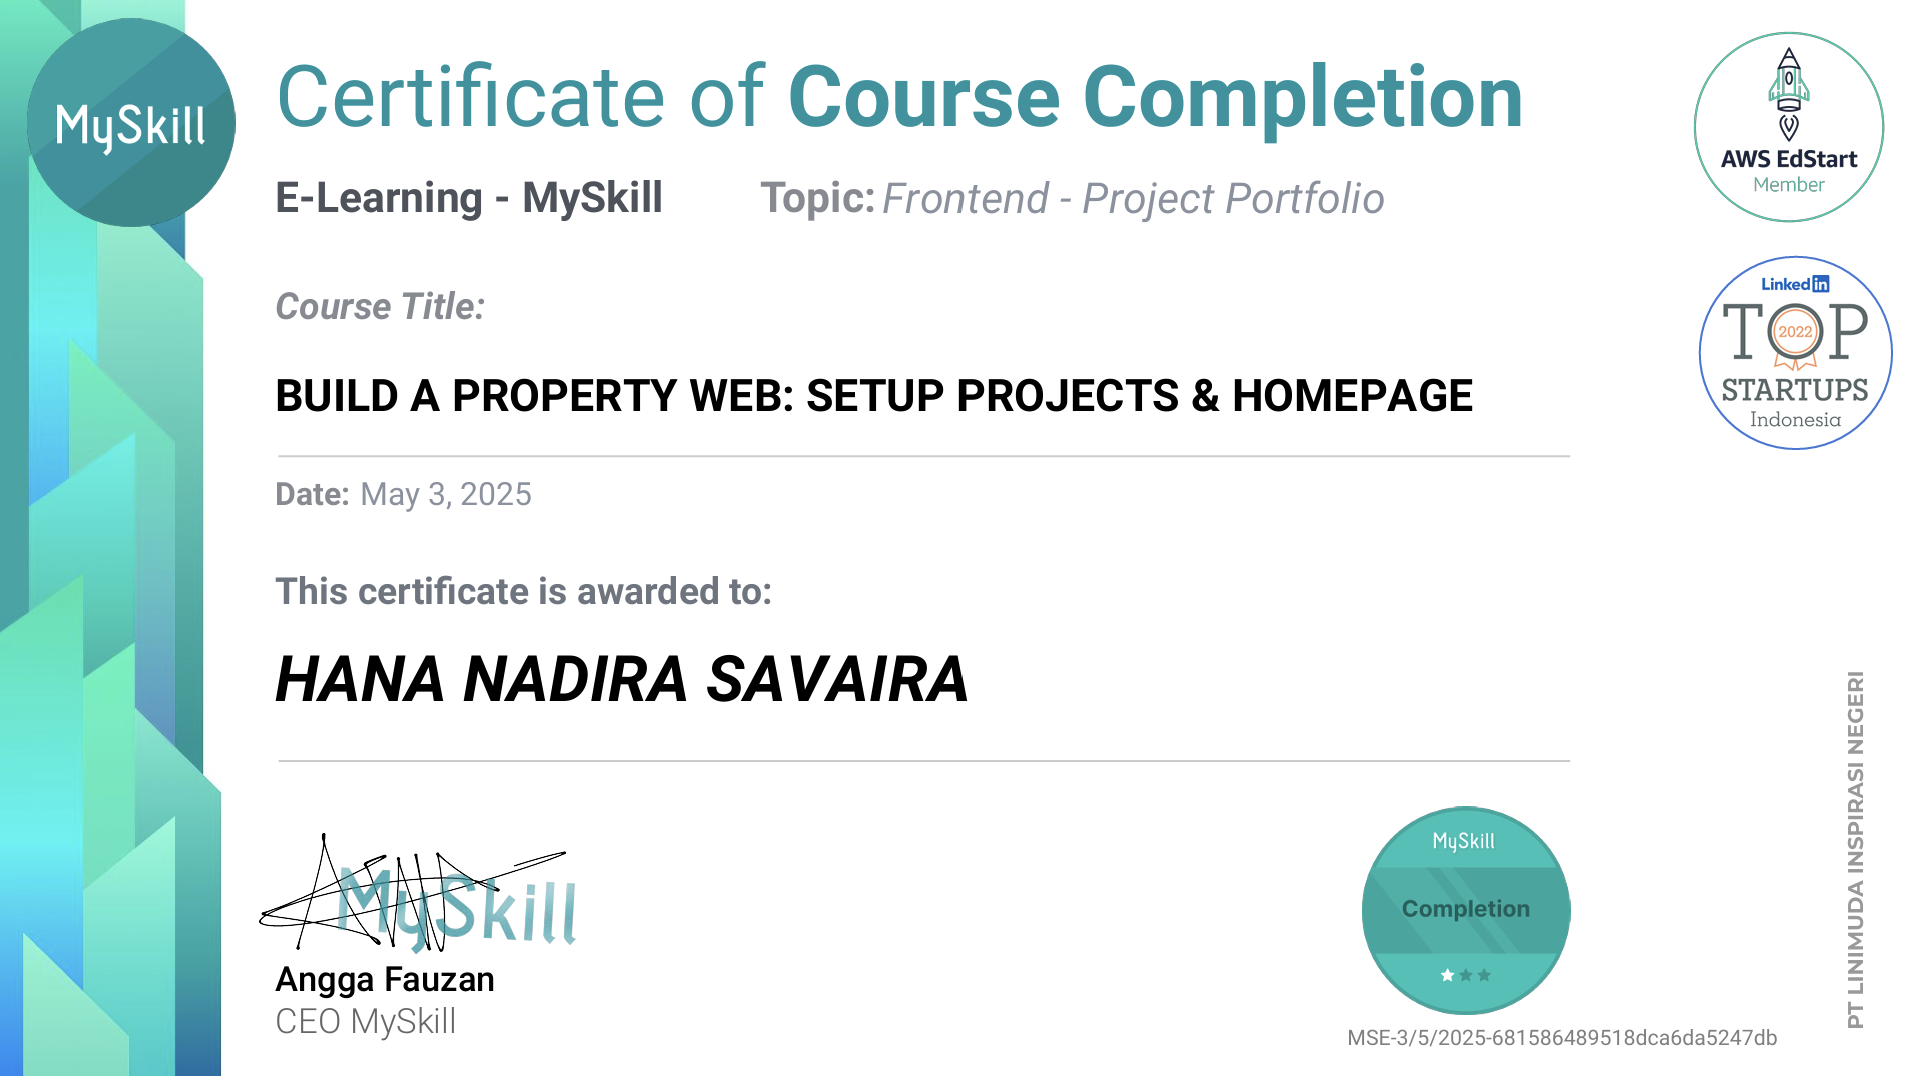 MySkill
Certificate of Course Completion
E-Learning - MySkill
Topic: Frontend - Project Portfolio
AWS EdStart
Member
Course Title:
LinkedIn
TOP
2022
STARTUPS
Indonesia
BUILD A PROPERTY WEB: SETUP PROJECTS & HOMEPAGE
Date: May 3, 2025
This certificate is awarded to:
HANA NADIRA SAVAIRA
MySkill
Angga Fauzan
CEO MySkill
MySkill
Completion
MSE-3/5/2025-681586489518dca6da5247db
PT LINIMUDA INSPIRASI NEGERI